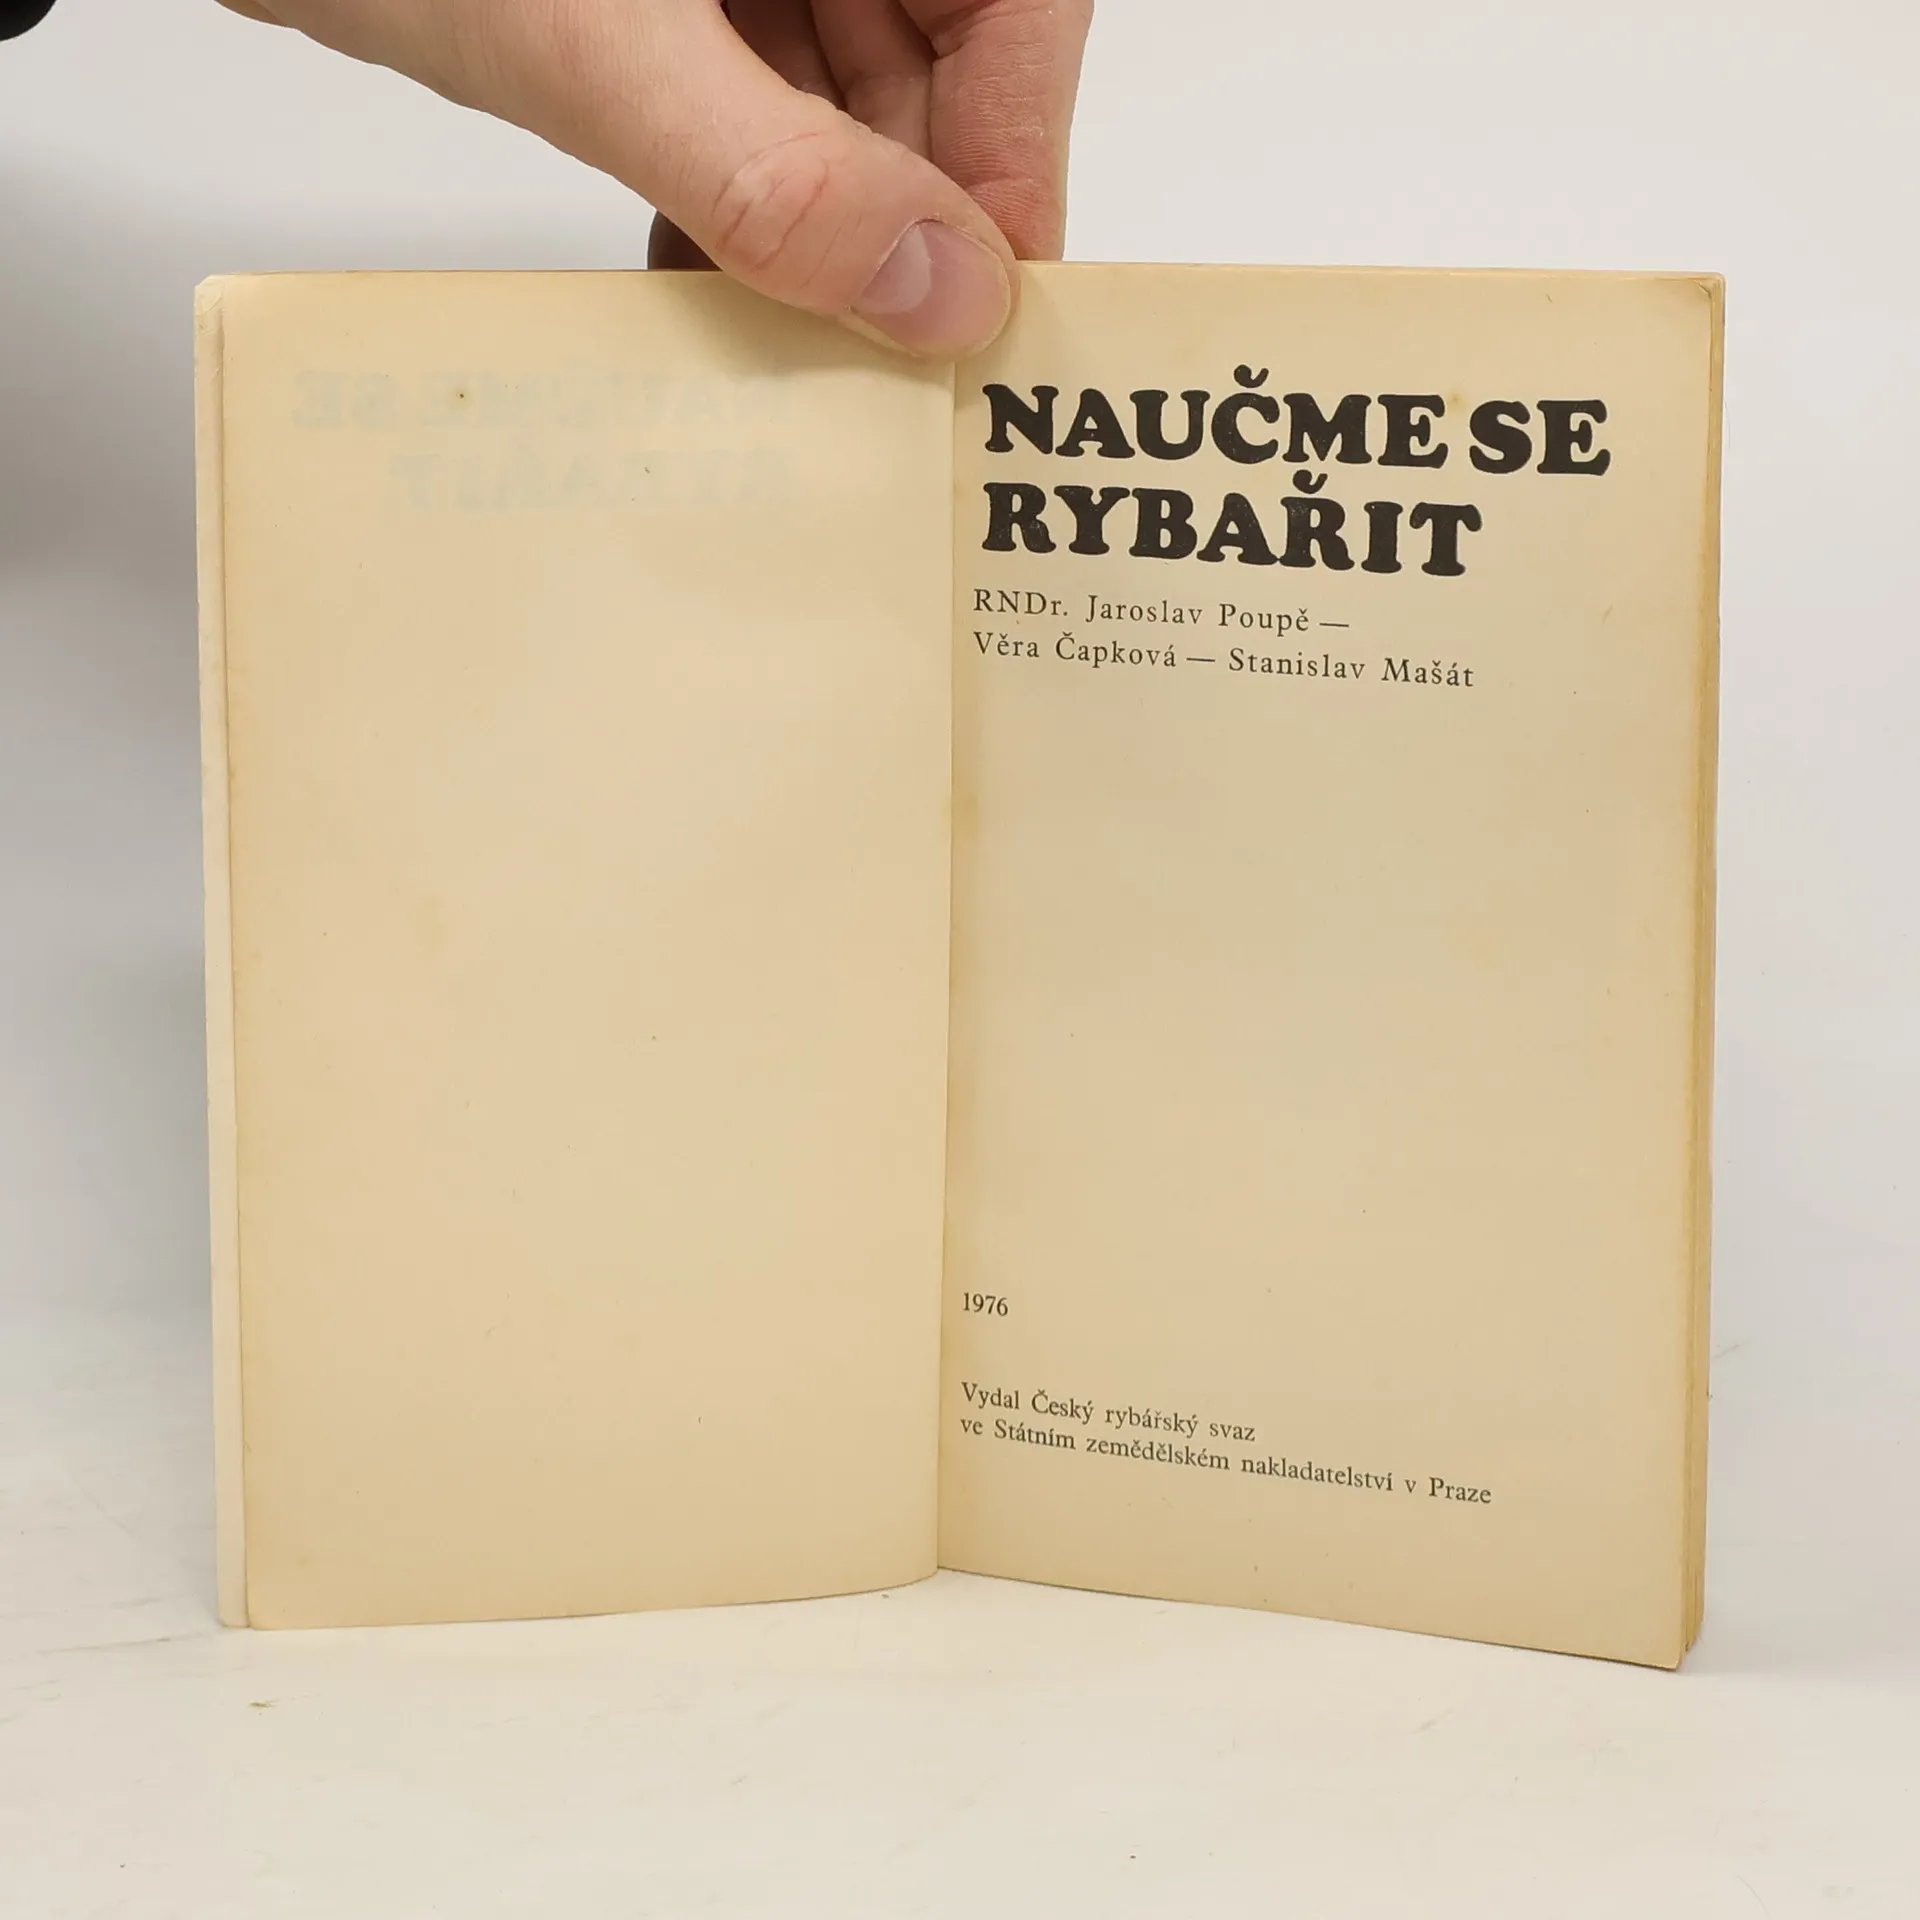 NAUČME SE
RYBAŘIT
RNDr. Jaroslav Poupě —
Věra Čapková — Stanislav Mašát
1976
Vydal Český rybářský svaz
ve Státním zemědělském nakladatelství v Praze